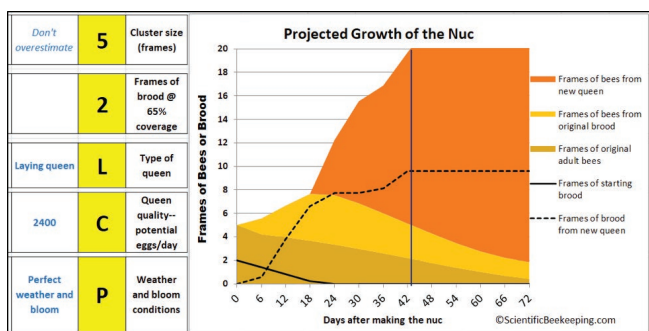 Don't
overestimate
5
Cluster size
(frames)
2
Frames of
brood @
65%
coverage
Laying queen
L
Type of
queen
2400
C
Queen
quality--
potential
eggs/day
Perfect
weather and
bloom
P
Weather
and bloom
conditions
Projected Growth of the Nuc
Frames of Bees or Brood
20
18
16
14
12
10
8
6
4
2
0
0 6 12 18 24 30 36 42 48 54 60 66 72
Days after making the nuc
Frames of bees from
new queen
Frames of bees from
original brood
Frames of original
adult bees
Frames of starting
brood
Frames of brood
from new queen
©ScientificBeekeeping.com